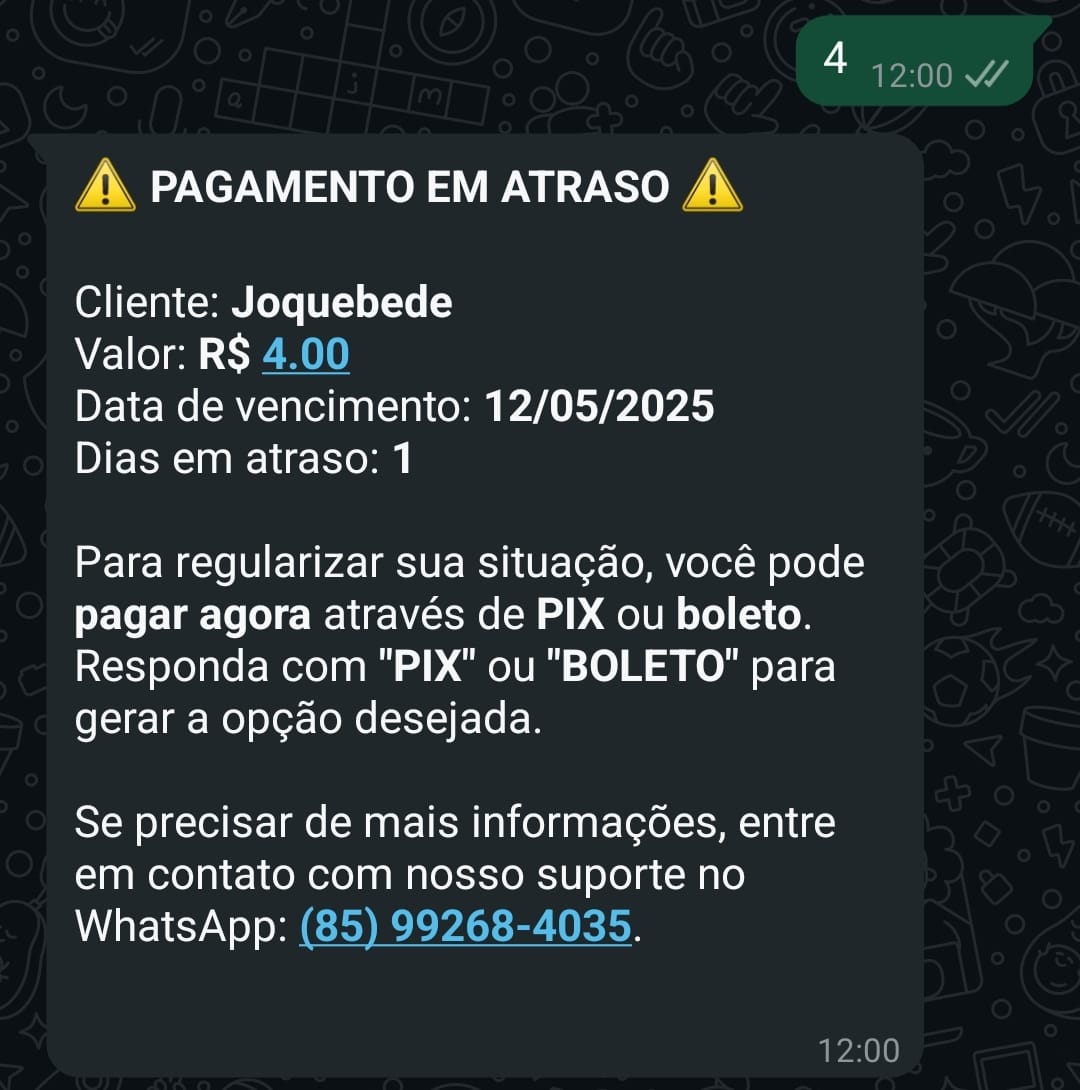 4 12:00
⚠️ PAGAMENTO EM ATRASO ⚠️
Cliente: Joquebede
Valor: R$ 4.00
Data de vencimento: 12/05/2025
Dias em atraso: 1
Para regularizar sua situação, você pode
pagar agora através de PIX ou boleto.
Responda com "PIX" ou "BOLETO" para
gerar a opção desejada.
Se precisar de mais informações, entre
em contato com nosso suporte no
WhatsApp: (85) 99268-4035.
12:00